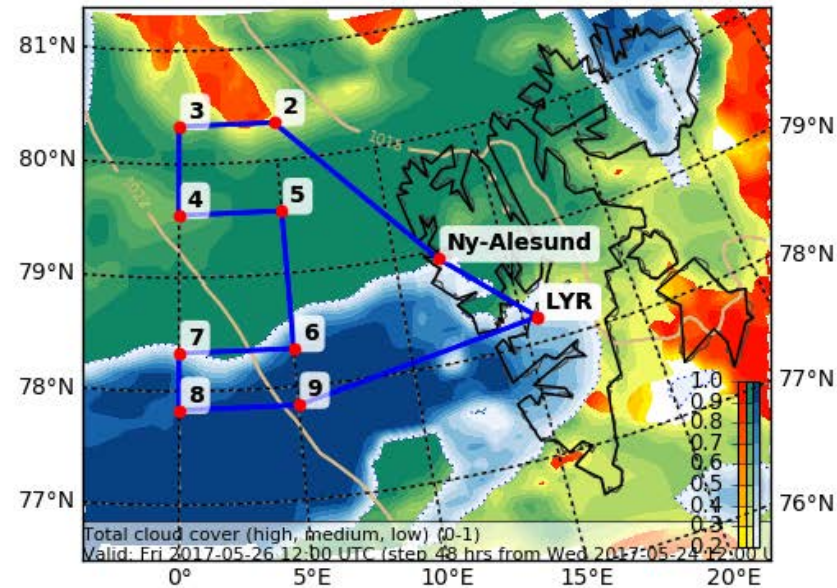 81°N
80°N
79°N
78°N
77°N
79°N
78°N
77°N
76°N
3
2
1018
4
5
1022
Ny-Alesund
LYR
7
6
8
9
1.0
0.9
0.8
0.7
0.6
0.5
0.4
0.3
0.2
Total cloud cover (high, medium, low) (0-1)
Valid: Fri 2017-05-26 12:00 UTC (step 48 hrs from Wed 2017-05-24 12:00 U
0°
5°E
10°E
15°E
20°E